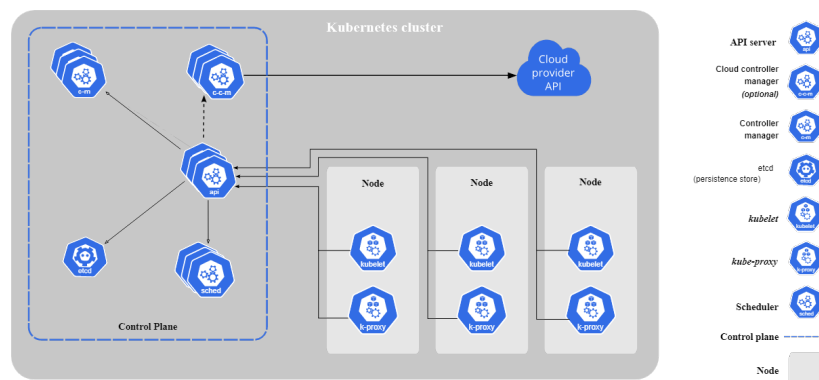 Kubernetes cluster
c-m
c-c-m
Cloud
provider
API
api
Node
Node
Node
etcd
sched
kubelet
kubelet
kubelet
k-proxy
k-proxy
k-proxy
Control Plane
API server
api
Cloud controller
manager
(optional)
c-c-m
Controller
manager
c-m
etcd
(persistence store)
etcd
kubelet
kubelet
kube-proxy
k-proxy
Scheduler
sched
Control plane
Node